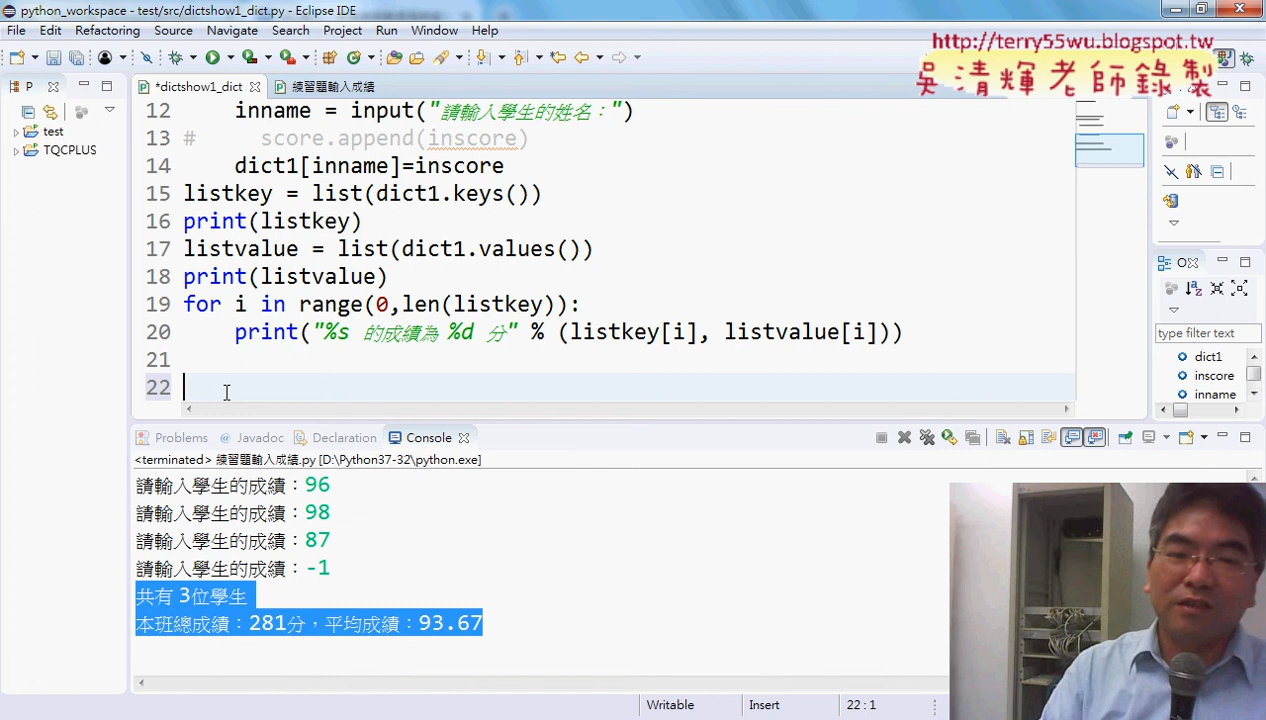 python_workspace - test/src/dictshow1_dict.py - Eclipse IDE
File Edit Refactoring Source Navigate Search Project Run Window Help
http://terry55wu.blogspot.tw
吳清輝老師錄製
P
*dictshow1_dict
練習題輸入成績
test
TQCPLUS
12 inname = input("請輸入學生的姓名：")
13 # score.append(inscore)
14 dict1[inname]=inscore
15 listkey = list(dict1.keys())
16 print(listkey)
17 listvalue = list(dict1.values())
18 print(listvalue)
19 for i in range(0,len(listkey)):
20 print("%s 的成績為 %d 分" % (listkey[i], listvalue[i]))
21
22
O
type filter text
dict1
inscore
inname
Problems @ Javadoc Declaration Console
<terminated> 練習題輸入成績.py [D:\Python37-32\python.exe]
請輸入學生的成績：96
請輸入學生的成績：98
請輸入學生的成績：87
請輸入學生的成績：-1
共有 3位學生
本班總成績：281分，平均成績：93.67
Writable Insert 22 : 1